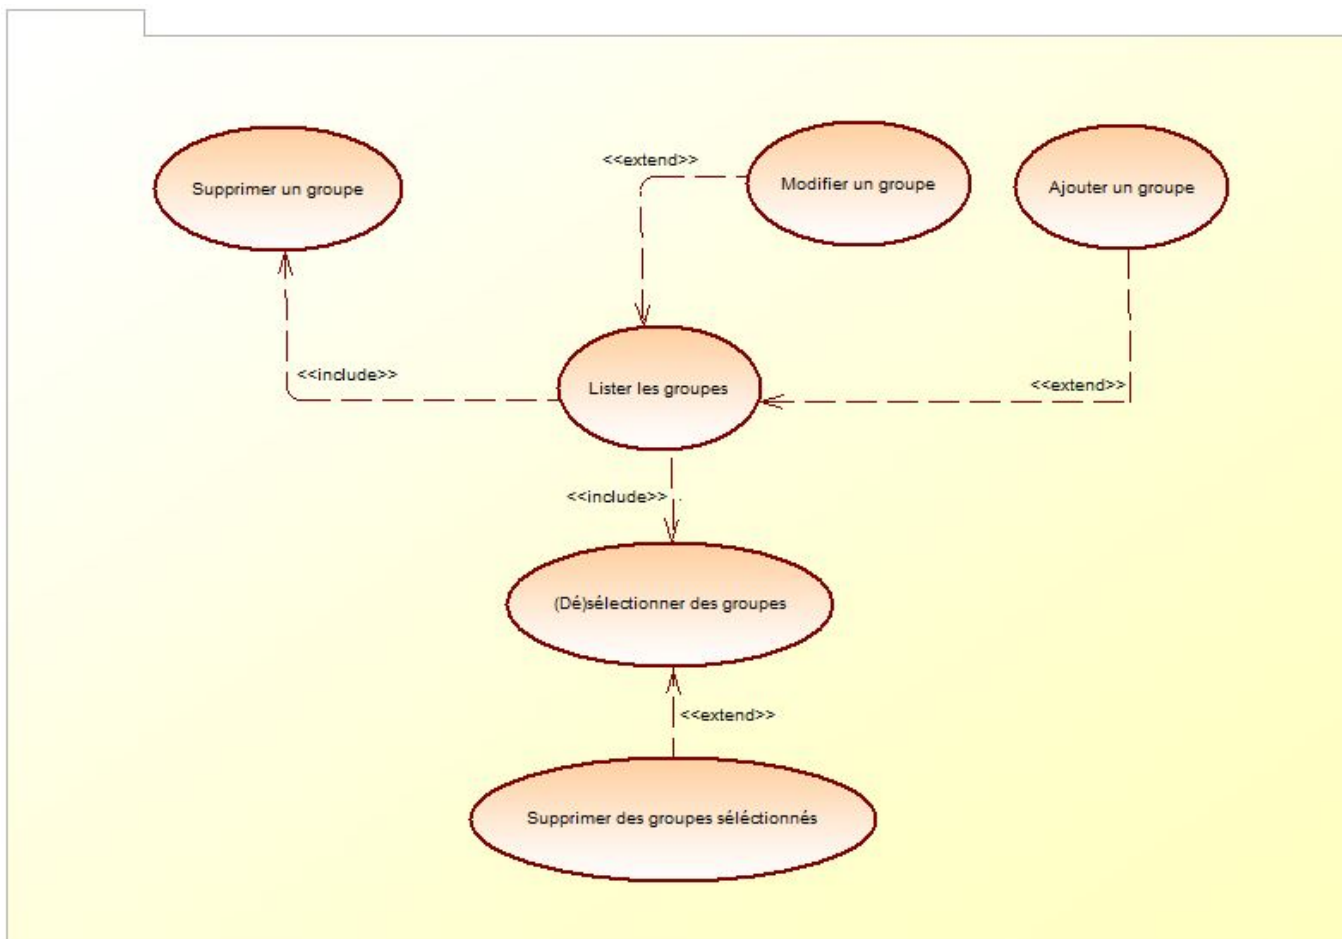 <<extend>>
Supprimer un groupe
Modifier un groupe
Ajouter un groupe
<<include>>
Lister les groupes
<<extend>>
<<include>>
(Dé)sélectionner des groupes
<<extend>>
Supprimer des groupes séléctionnés